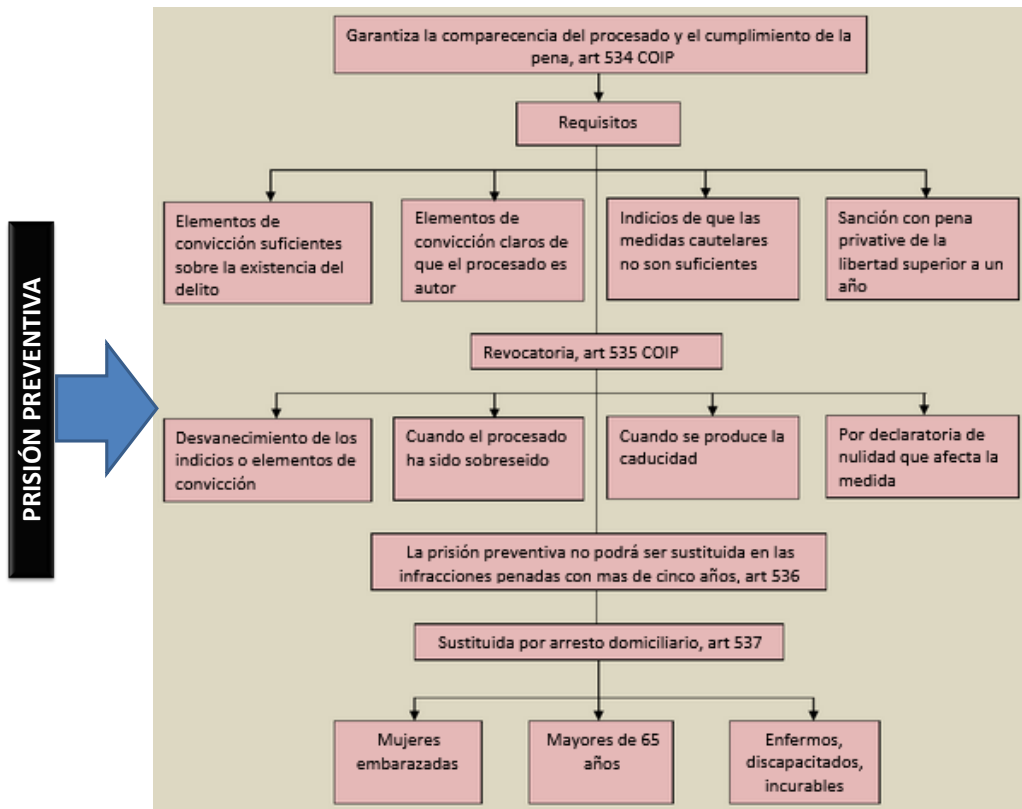 PRISIÓN PREVENTIVA
Garantiza la comparecencia del procesado y el cumplimiento de la
pena, art 534 COIP
Requisitos
Elementos de
convicción suficientes
sobre la existencia del
delito
Elementos de
convicción claros de
que el procesado es
autor
Indicios de que las
medidas cautelares
no son suficientes
Sanción con pena
privative de la
libertad superior a un
año
Revocatoria, art 535 COIP
Desvanecimiento de los
indicios o elementos de
convicción
Cuando el procesado
ha sido sobreseido
Cuando se produce la
caducidad
Por declaratoria de
nulidad que afecta la
medida
La prisión preventiva no podrá ser sustituida en las
infracciones penadas con mas de cinco años, art 536
Sustituida por arresto domiciliario, art 537
Mujeres
embarazadas
Mayores de 65
años
Enfermos,
discapacitados,
incurables